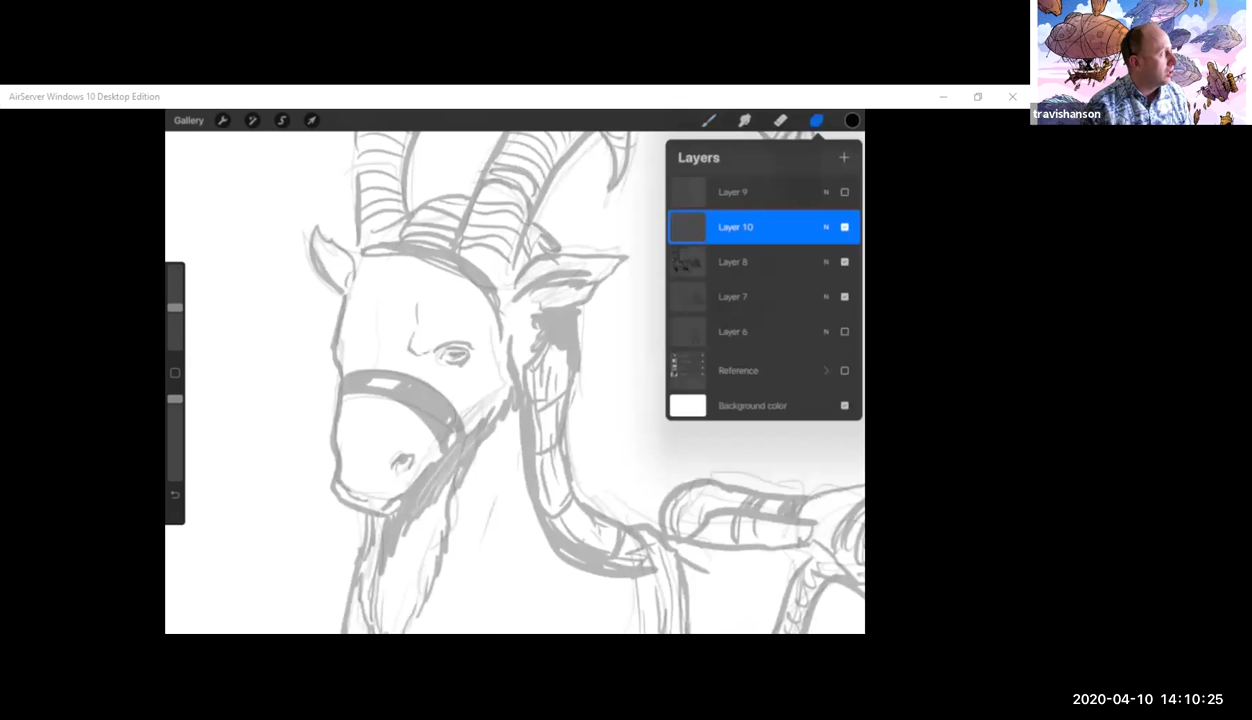 AirServer Windows 10 Desktop Edition
travishanson
Gallery
Layers
Layer 9 N
Layer 10 N
Layer 8 N
Layer 7 N
Layer 6 N
Reference
Background color
2020-04-10 14:10:25